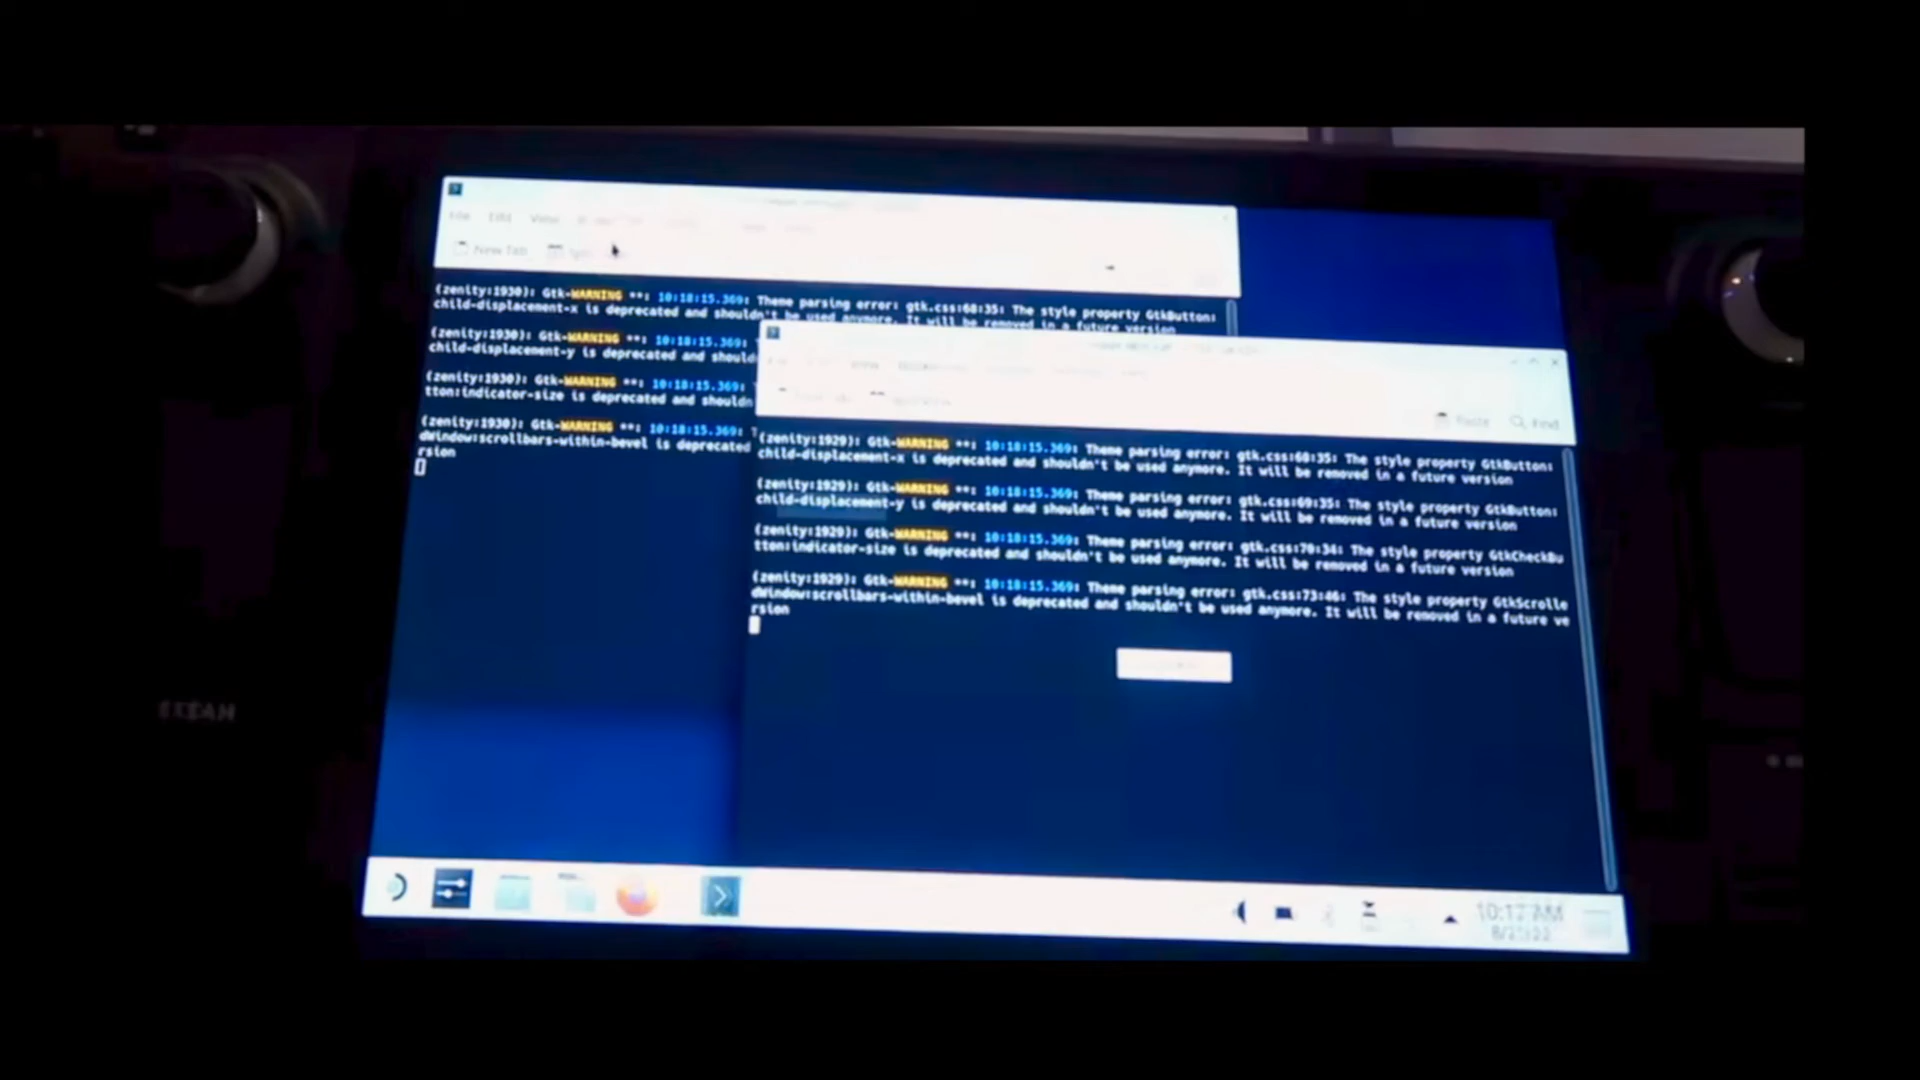 File Edit View
New Tab
(zenity:1930): Gtk-WARNING **: 10:18:15.369: Theme parsing error: gtk.css:68:35: The style property GtkButton:
child-displacement-x is deprecated and shouldn't be used anymore. It will be removed in a future version
(zenity:1930): Gtk-WARNING **: 10:18:15.369:
child-displacement-y is deprecated and should
(zenity:1930): Gtk-WARNING **: 10:18:15.369:
tton:indicator-size is deprecated and shouldn
(zenity:1930): Gtk-WARNING **: 10:18:15.369:
dWindow:scrollbars-within-bevel is deprecated
rsion
View
Paste Find
(zenity:1929): Gtk-WARNING **: 10:18:15.369: Theme parsing error: gtk.css:68:35: The style property GtkButton:
child-displacement-x is deprecated and shouldn't be used anymore. It will be removed in a future version
(zenity:1929): Gtk-WARNING **: 10:18:15.369: Theme parsing error: gtk.css:69:35: The style property GtkButton:
child-displacement-y is deprecated and shouldn't be used anymore. It will be removed in a future version
(zenity:1929): Gtk-WARNING **: 10:18:15.369: Theme parsing error: gtk.css:70:34: The style property GtkCheckBu
tton:indicator-size is deprecated and shouldn't be used anymore. It will be removed in a future version
(zenity:1929): Gtk-WARNING **: 10:18:15.369: Theme parsing error: gtk.css:73:46: The style property GtkScrolle
dWindow:scrollbars-within-bevel is deprecated and shouldn't be used anymore. It will be removed in a future ve
rsion
10:17 AM